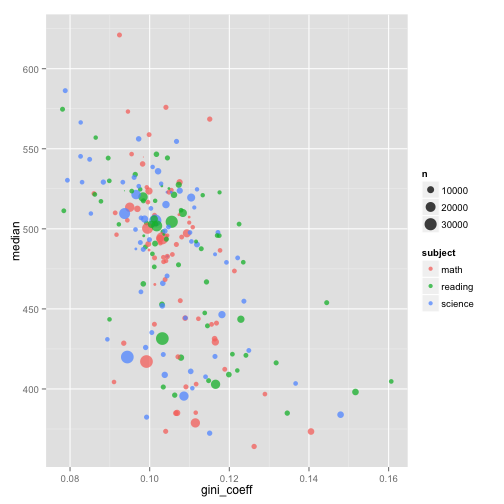 600
550
500
450
400
median
0.08 0.10 0.12 0.14 0.16
gini_coeff
n
10000
20000
30000
subject
math
reading
science